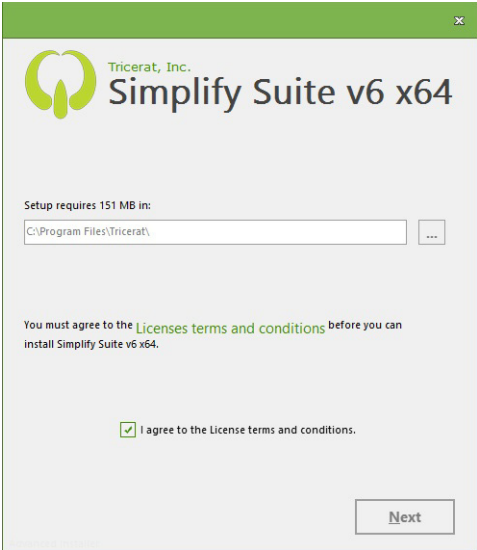 Tricerat, Inc.
Simplify Suite v6 x64
Setup requires 151 MB in:
C:\Program Files\Tricerat\
...
You must agree to the Licenses terms and conditions before you can
install Simplify Suite v6 x64.
I agree to the License terms and conditions.
Next